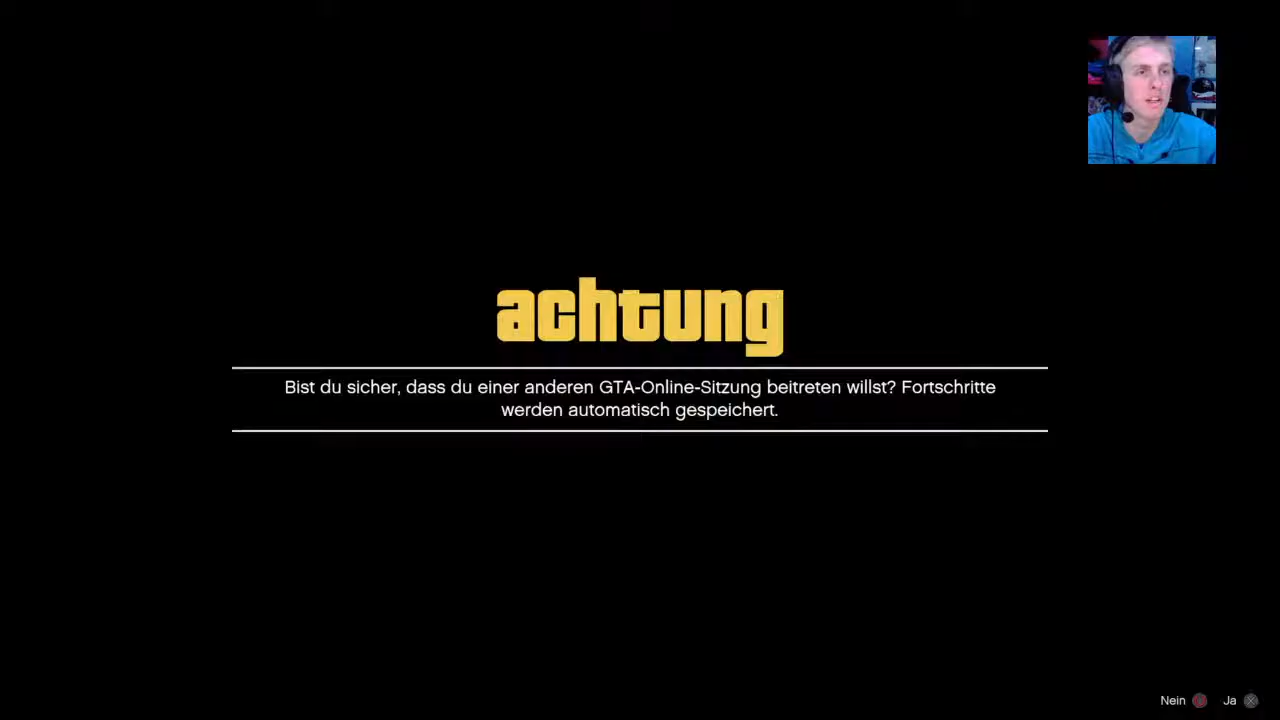 achtung
Bist du sicher, dass du einer anderen GTA-Online-Sitzung beitreten willst? Fortschritte
werden automatisch gespeichert.
Nein Ja